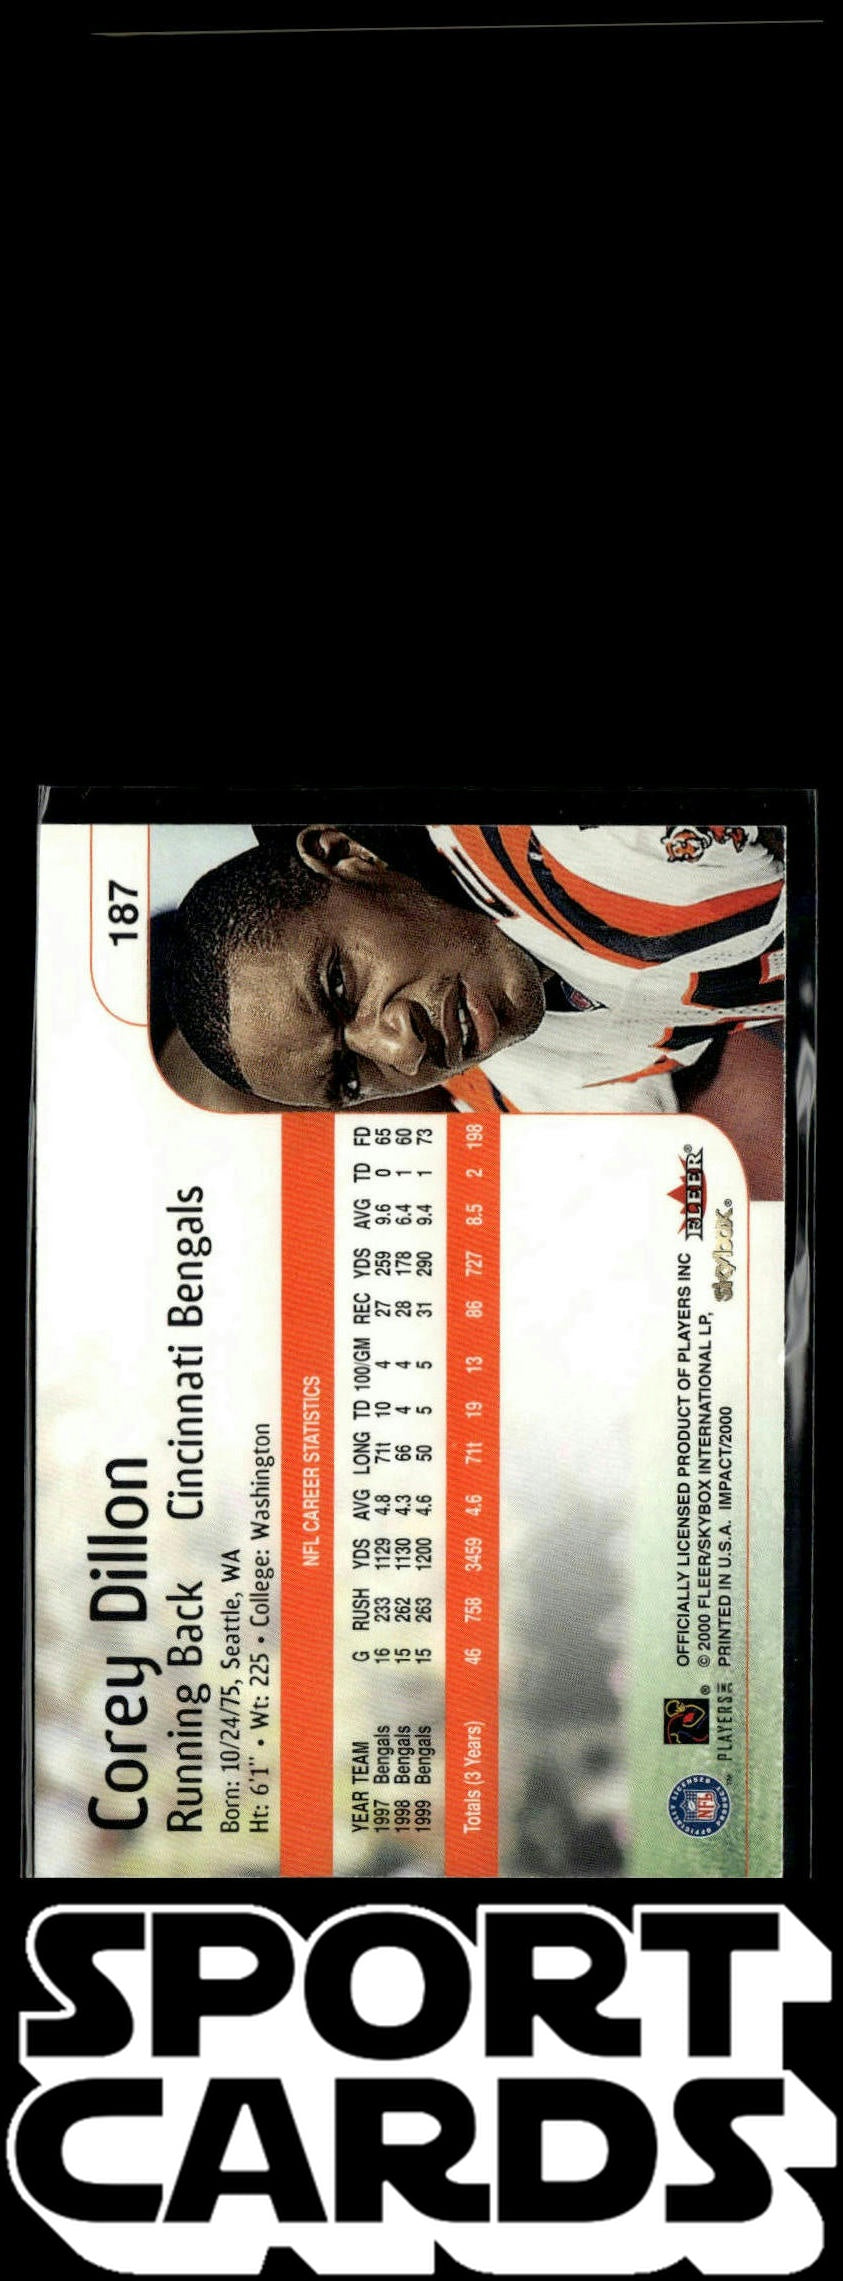 187
Corey Dillon
Running Back Cincinnati Bengals
Born: 10/24/75, Seattle, WA
Ht: 6'1" • Wt: 225 • College: Washington
NFL CAREER STATISTICS
YEAR TEAM G RUSH YDS AVG LONG TD 100/GM REC YDS AVG TD FD
1997 Bengals 16 233 1129 4.8 71t 10 4 27 259 9.6 0 65
1998 Bengals 15 262 1130 4.3 66 4 4 28 178 6.4 1 60
1999 Bengals 15 263 1200 4.6 50 5 5 31 290 9.4 1 73
Totals (3 Years) 46 758 3459 4.6 71t 19 13 86 727 8.5 2 198
OFFICIALLY LICENSED PRODUCT OF PLAYERS INC
© 2000 FLEER/SKYBOX INTERNATIONAL LP,
PRINTED IN U.S.A. IMPACT/2000
FLEER®
SkyBOX®
NFL
PLAYERS INC
SPORT
CARDS